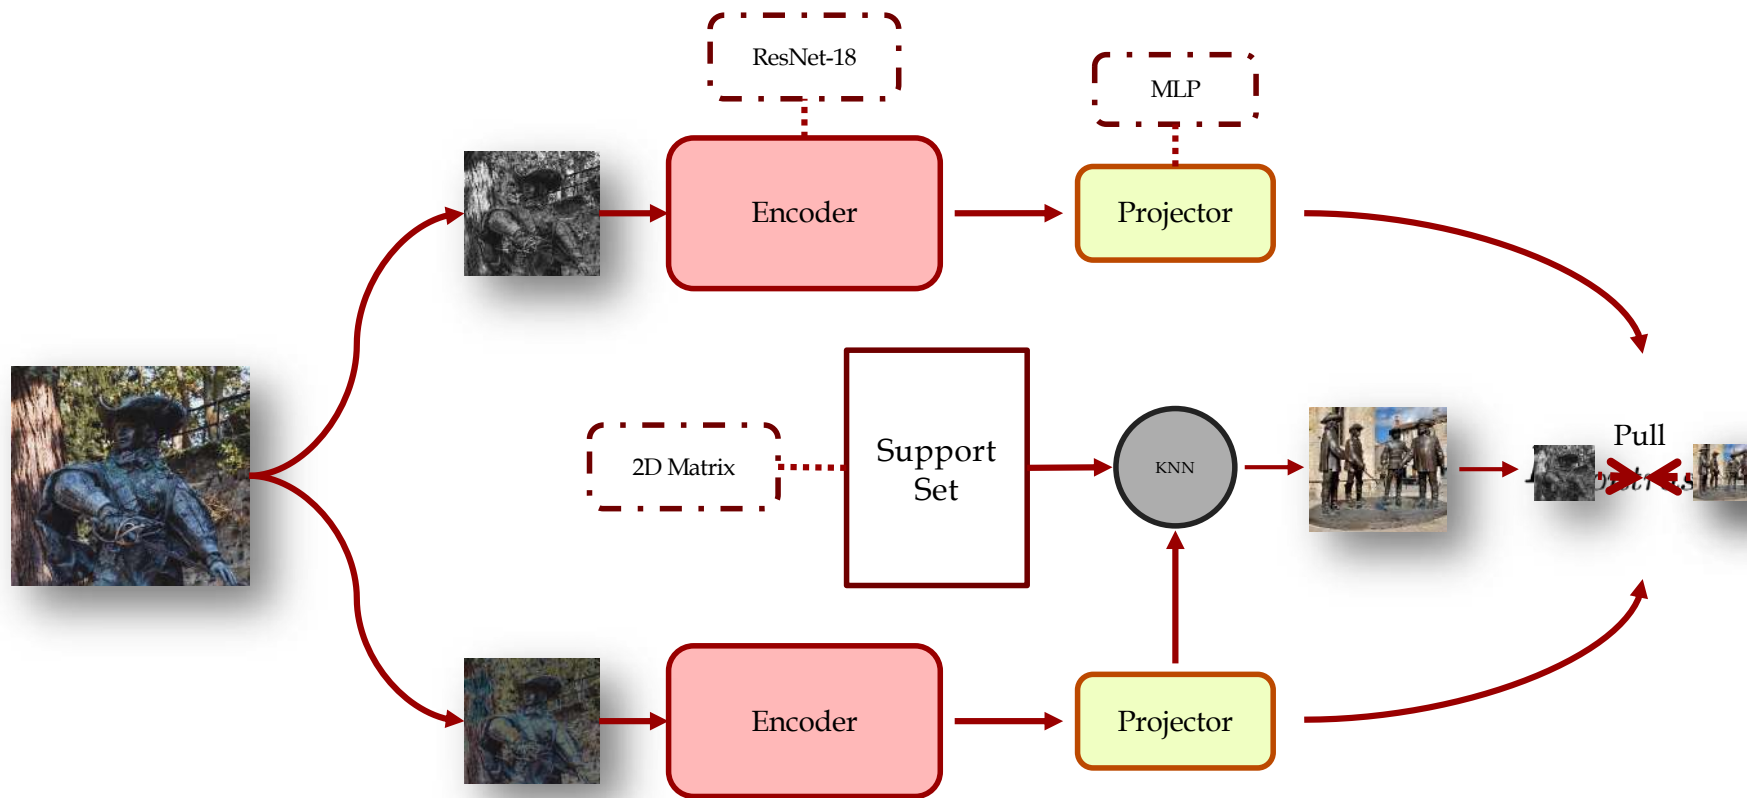 ResNet-18
MLP
Encoder
Projector
Support
Set
2D Matrix
KNN
Pull
Encoder
Projector